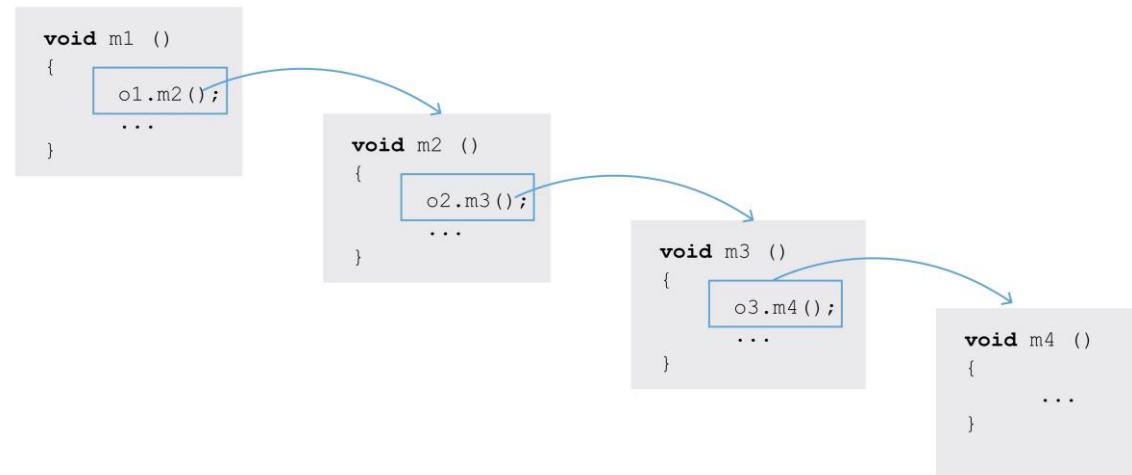 void m1 ()
{
o1.m2();
...
}
void m2 ()
{
o2.m3();
...
}
void m3 ()
{
o3.m4();
...
}
void m4 ()
{
...
}